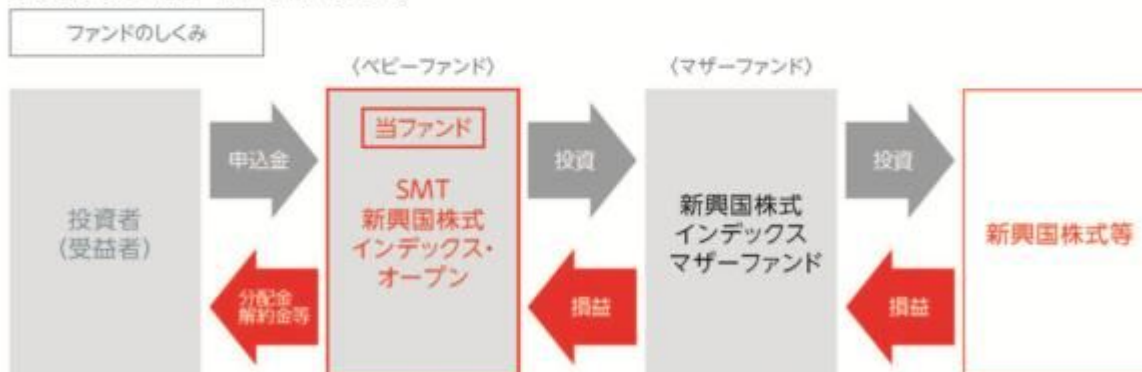 ファンドのしくみ
〈ベビーファンド〉
〈マザーファンド〉
投資者
(受益者)
申込金
分配金
解約金等
当ファンド
SMT
新興国株式
インデックス・
オープン
投資
損益
新興国株式
インデックス
マザーファンド
投資
損益
新興国株式等